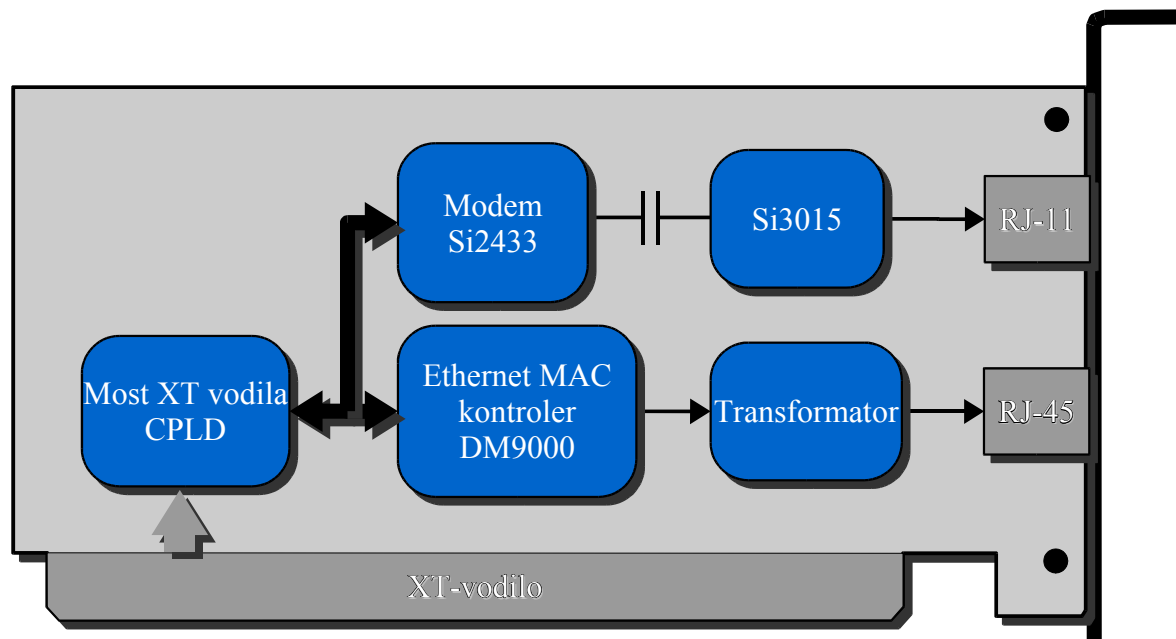 Modem
Si2433
Si3015
RJ-11
Most XT vodila
CPLD
Ethernet MAC
kontroler
DM9000
Transformator
RJ-45
XT-vodilo